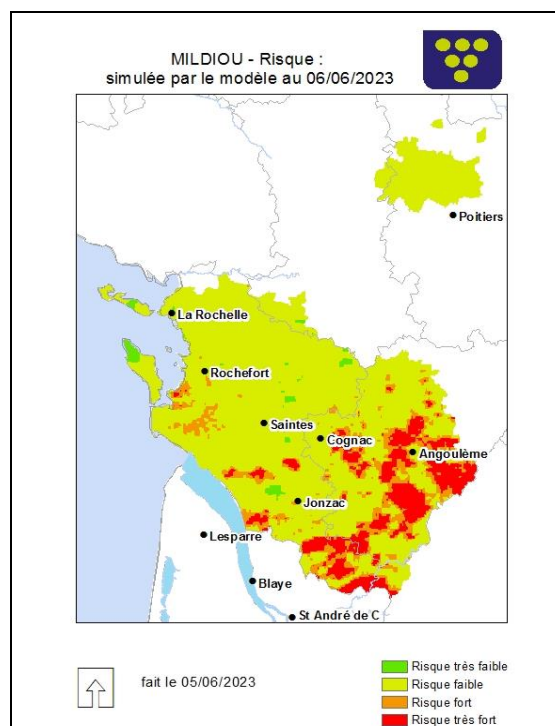 MILDIOU - Risque :
simulée par le modèle au 06/06/2023
Poitiers
La Rochelle
Rochefort
Saintes
Cognac
Angoulême
Jonzac
Lesparre
Blaye
St André de C
fait le 05/06/2023
Risque très faible
Risque faible
Risque fort
Risque très fort